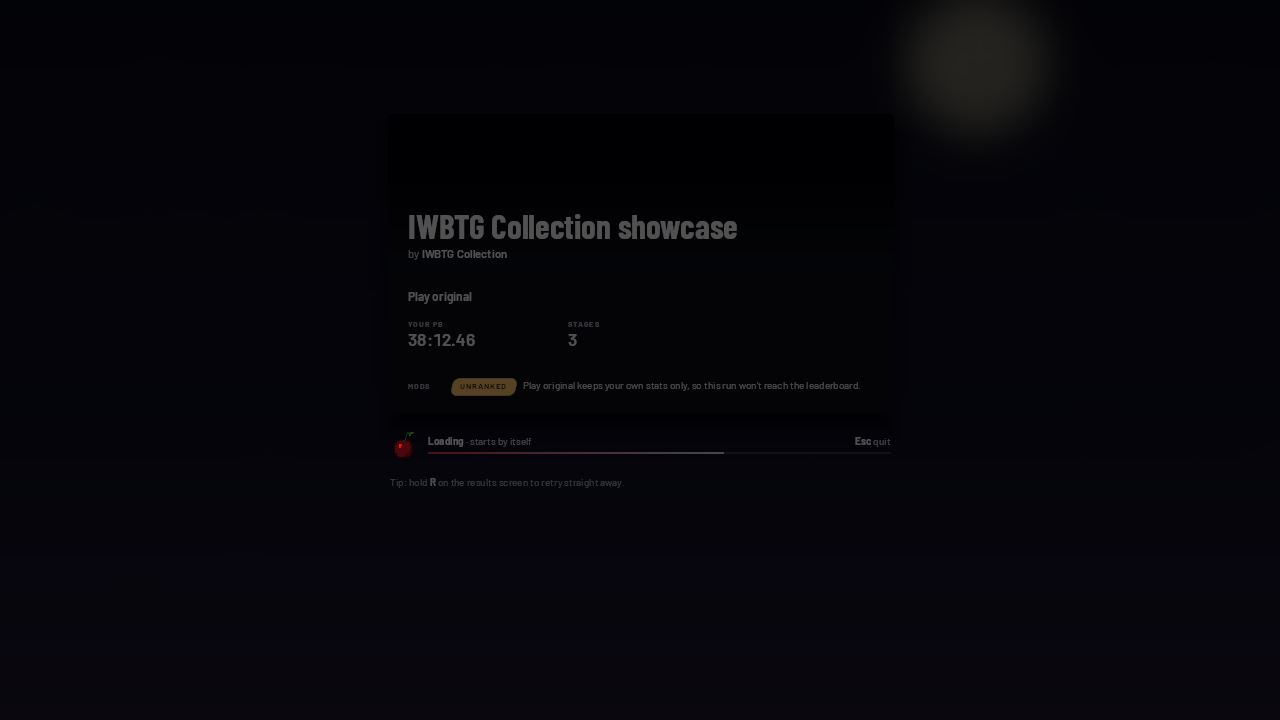 IWBTG Collection showcase
by IWBTG Collection
Play original
YOUR PB STAGES
38:12.46 3
MODS UNRANKED Play original keeps your own stats only, so this run won't reach the leaderboard.
Loading · starts by itself Esc quit
Tip: hold R on the results screen to retry straight away.